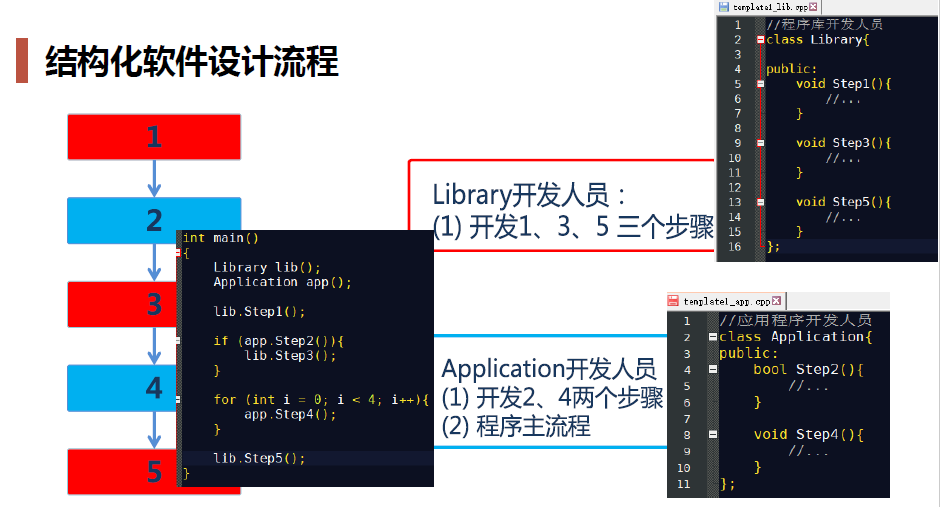 结构化软件设计流程
1
2
3
4
5
int main()
{
Library lib();
Application app();
lib.Step1();
if (app.Step2()){
lib.Step3();
}
for (int i = 0; i < 4; i++){
app.Step4();
}
lib.Step5();
}
Library开发人员：
(1) 开发1、3、5 三个步骤
Application开发人员
(1) 开发2、4两个步骤
(2) 程序主流程
template1_lib.cpp
1 //程序库开发人员
2 class Library{
3
4 public:
5 void Step1(){
6 //...
7 }
8
9 void Step3(){
10 //...
11 }
12
13 void Step5(){
14 //...
15 }
16 };
template1_app.cpp
1 //应用程序开发人员
2 class Application{
3 public:
4 bool Step2(){
5 //...
6 }
7
8 void Step4(){
9 //...
10 }
11 };